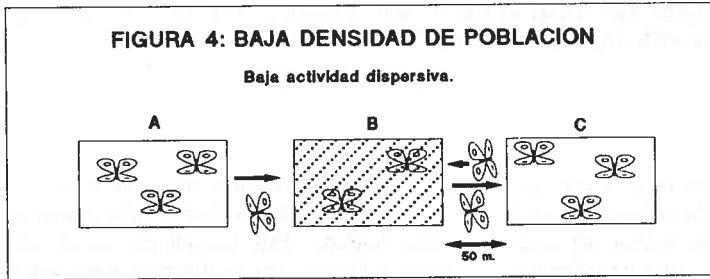 FIGURA 4: BAJA DENSIDAD DE POBLACION
Baja actividad dispersiva.
A B C
50 m.